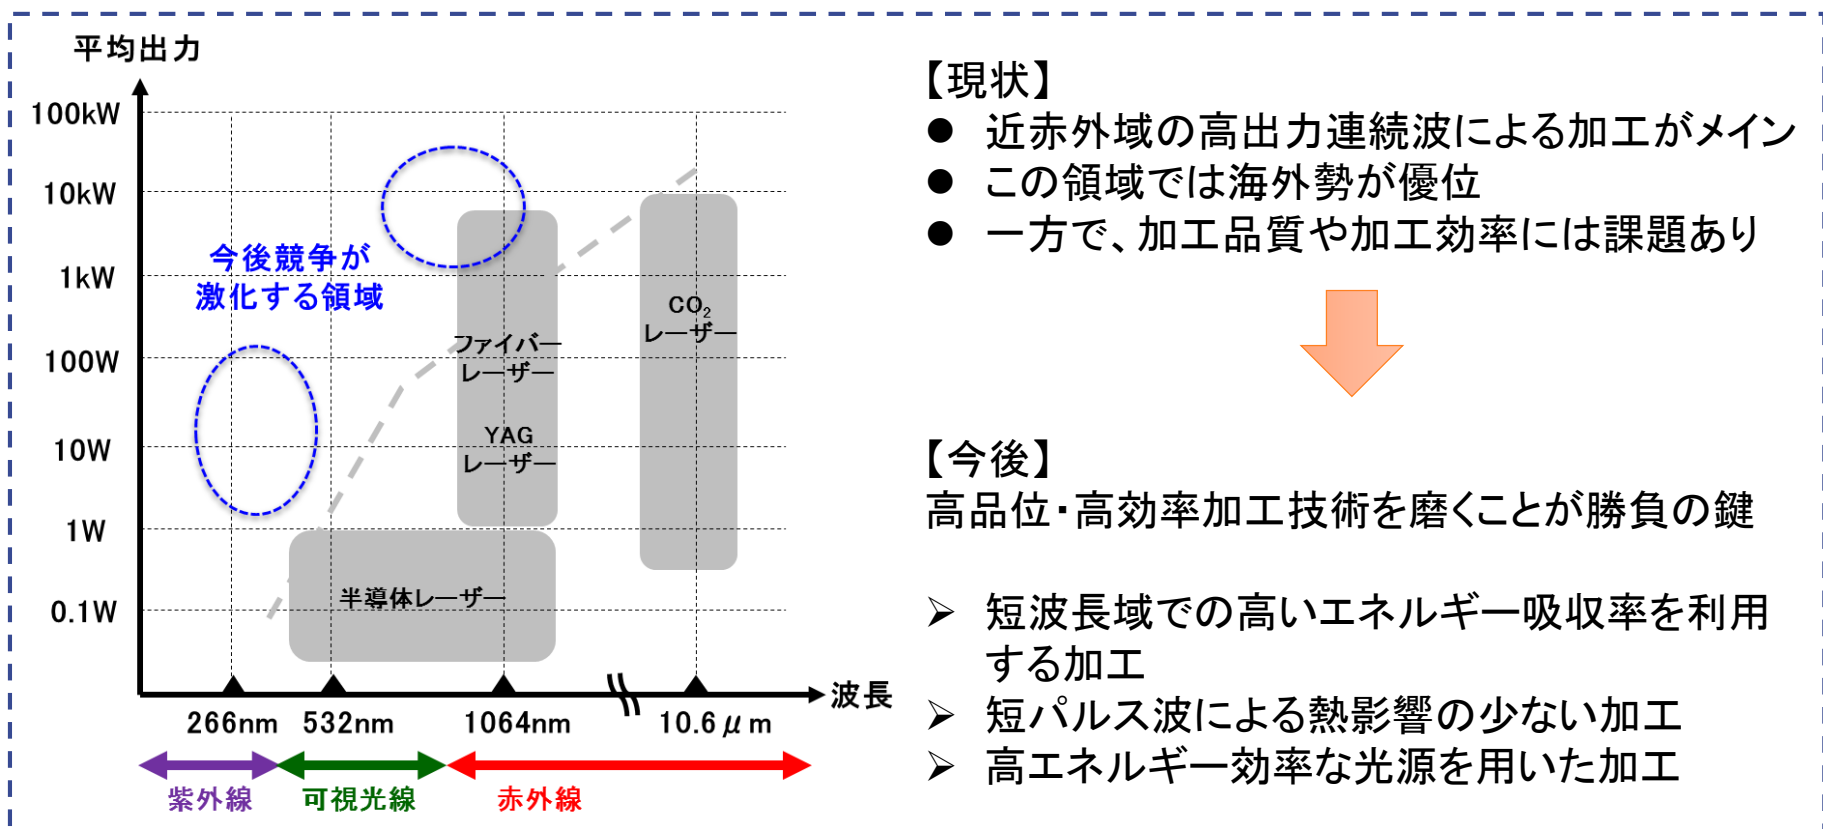 平均出力
100kW
10kW
1kW
100W
10W
1W
0.1W
今後競争が
激化する領域
ファイバー
レーザー
YAG
レーザー
CO₂
レーザー
半導体レーザー
波長
266nm
532nm
1064nm
10.6μm
紫外線
可視光線
赤外線
【現状】
● 近赤外域の高出力連続波による加工がメイン
● この領域では海外勢が優位
● 一方で、加工品質や加工効率には課題あり
【今後】
高品位・高効率加工技術を磨くことが勝負の鍵
➢ 短波長域での高いエネルギー吸収率を利用
する加工
➢ 短パルス波による熱影響の少ない加工
➢ 高エネルギー効率な光源を用いた加工